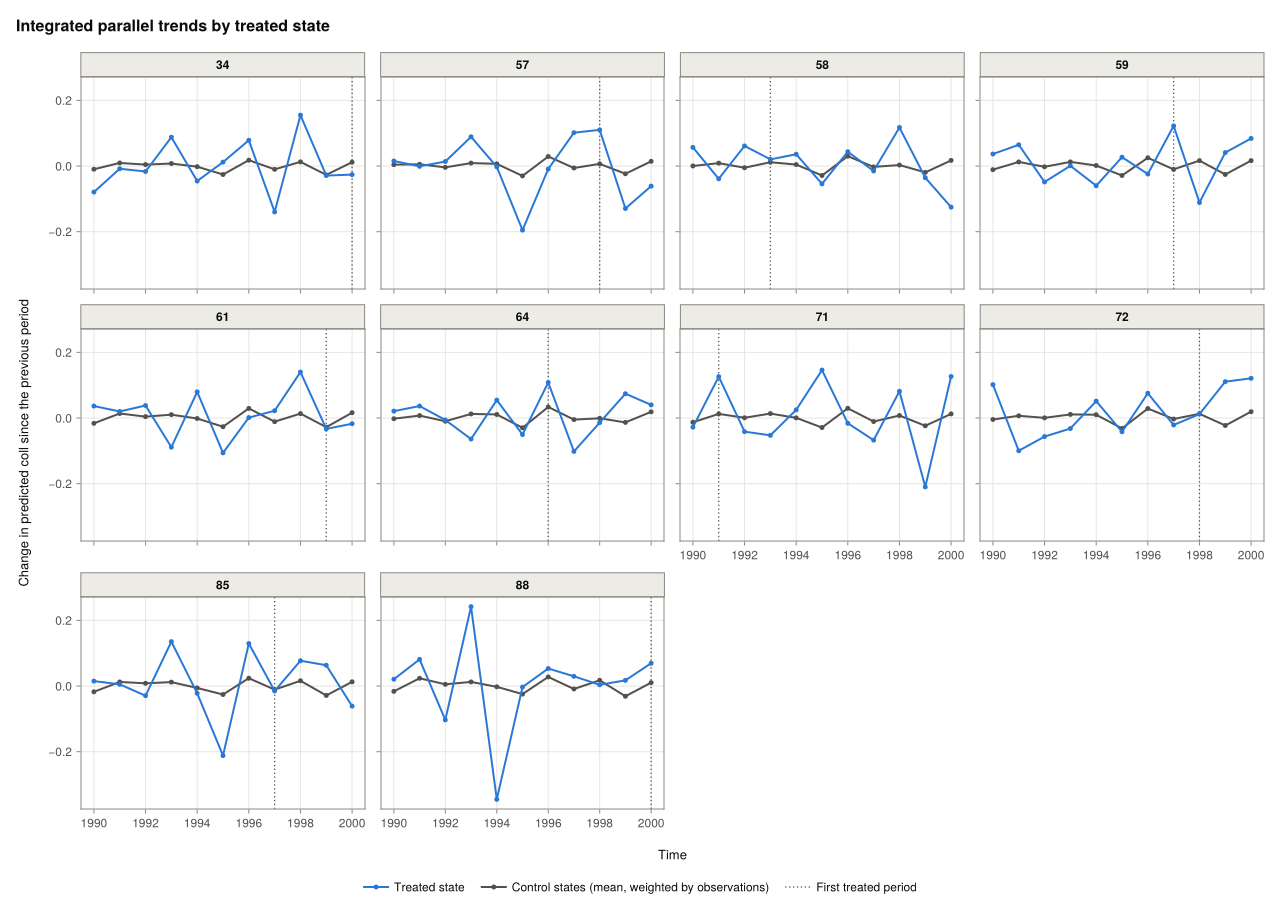 Integrated parallel trends by treated state
34 57 58 59
0.2
0.0
−0.2
61 64 71 72
0.2
0.0
−0.2
1990 1992 1994 1996 1998 2000 1990 1992 1994 1996 1998 2000
85 88
0.2
0.0
−0.2
1990 1992 1994 1996 1998 2000 1990 1992 1994 1996 1998 2000
Change in predicted coll since the previous period
Time
Treated state Control states (mean, weighted by observations) First treated period